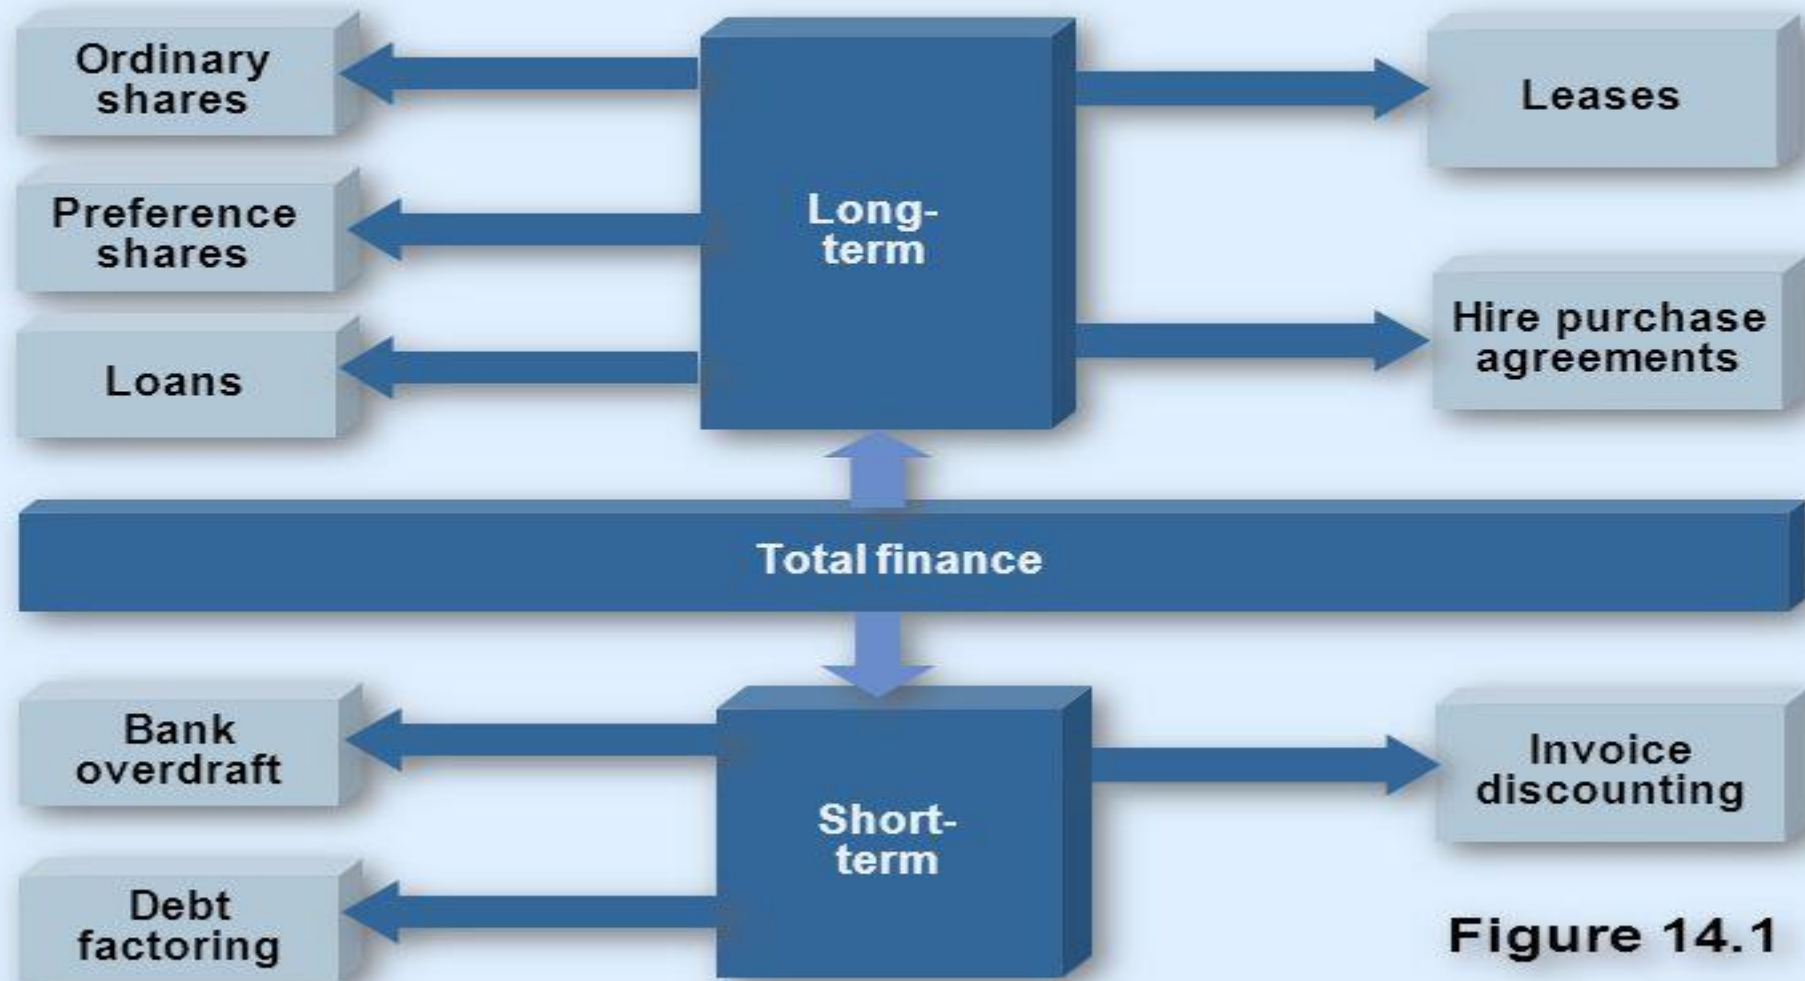 Ordinary
shares
Preference
shares
Loans
Long-
term
Leases
Hire purchase
agreements
Total finance
Bank
overdraft
Debt
factoring
Short-
term
Invoice
discounting
Figure 14.1